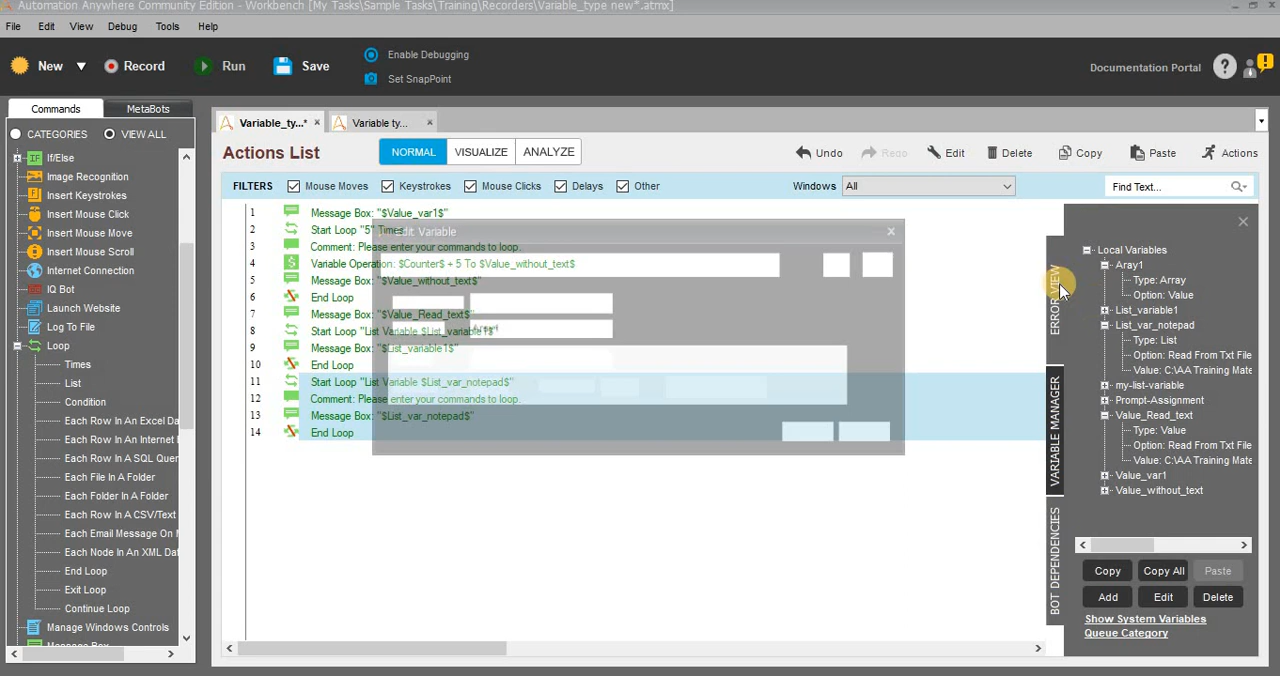 Automation Anywhere Community Edition - Workbench [My Tasks\Sample Tasks\Training\Recorders\Variable_type new*.atmx]
File Edit View Debug Tools Help
New Record Run Save
Enable Debugging
Set SnapPoint
Documentation Portal
Commands MetaBots
CATEGORIES VIEW ALL
If/Else
Image Recognition
Insert Keystrokes
Insert Mouse Click
Insert Mouse Move
Insert Mouse Scroll
Internet Connection
IQ Bot
Launch Website
Log To File
Loop
Times
List
Condition
Each Row In An Excel Da
Each Row In An Internet
Each Row In A SQL Quer
Each File In A Folder
Each Folder In A Folder
Each Row In A CSV/Text
Each Email Message On M
Each Node In An XML Dat
End Loop
Exit Loop
Continue Loop
Manage Windows Controls
Message Box
Variable_ty...* Variable ty...
Actions List NORMAL VISUALIZE ANALYZE
Undo Redo Edit Delete Copy Paste Actions
FILTERS Mouse Moves Keystrokes Mouse Clicks Delays Other Windows All Find Text...
1 Message Box: "$Value_var1$"
2 Start Loop "5" Times
3 Comment: Please enter your commands to loop.
4 Variable Operation: $Counter$ + 5 To $Value_without_text$
5 Message Box: "$Value_without_text$"
6 End Loop
7 Message Box: "$Value_Read_text$"
8 Start Loop "List Variable $List_variable1$"
9 Message Box: "$List_variable1$"
10 End Loop
11 Start Loop "List Variable $List_var_notepad$"
12 Comment: Please enter your commands to loop.
13 Message Box: "$List_var_notepad$"
14 End Loop
Edit Variable
ERROR VIEW
VARIABLE MANAGER
BOT DEPENDENCIES
Local Variables
Aray1
Type: Array
Option: Value
List_variable1
List_var_notepad
Type: List
Option: Read From Txt File
Value: C:\AA Training Mate
my-list-variable
Prompt-Assignment
Value_Read_text
Type: Value
Option: Read From Txt File
Value: C:\AA Training Mate
Value_var1
Value_without_text
Copy Copy All Paste
Add Edit Delete
Show System Variables
Queue Category